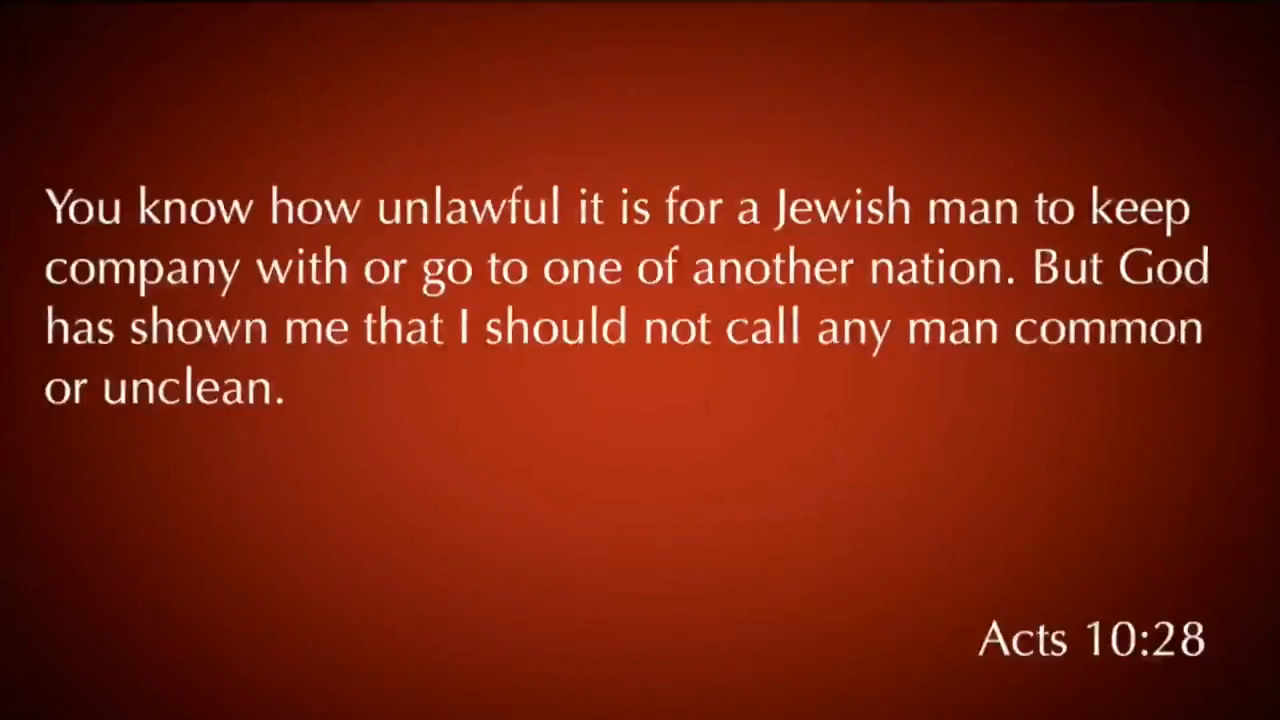 You know how unlawful it is for a Jewish man to keep
company with or go to one of another nation. But God
has shown me that I should not call any man common
or unclean.
Acts 10:28